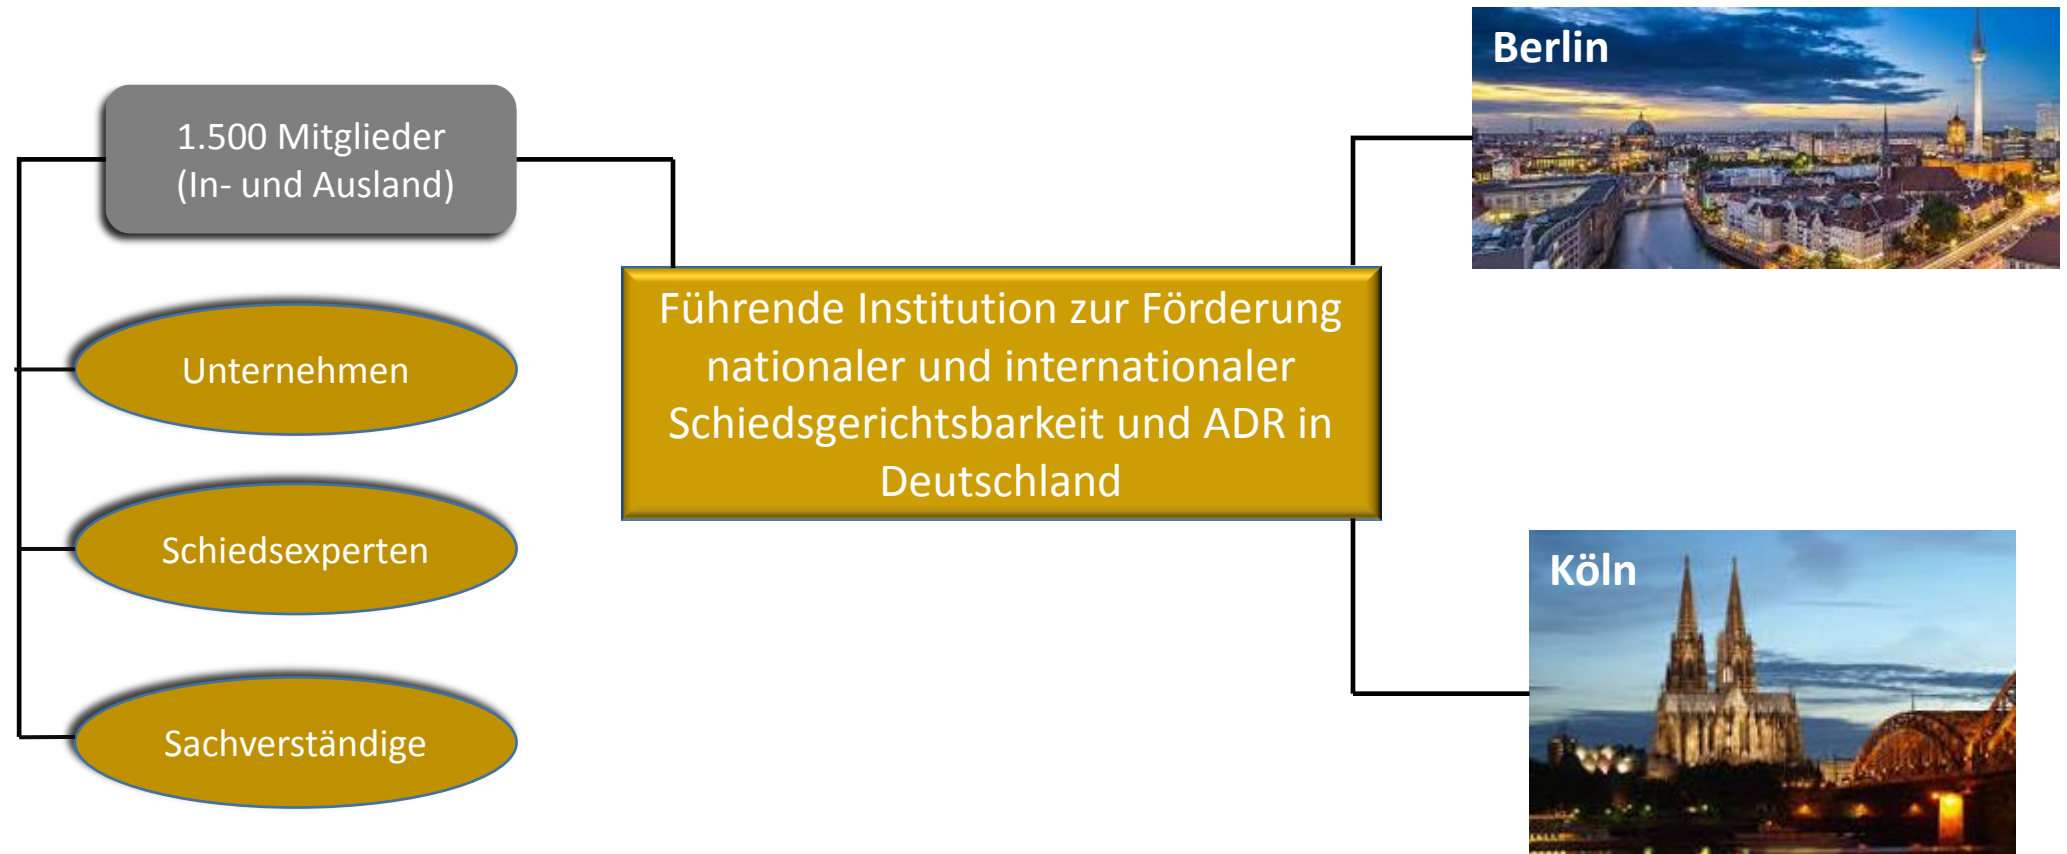 1.500 Mitglieder
(In- und Ausland)
Unternehmen
Schiedsexperten
Sachverständige
Führende Institution zur Förderung
nationaler und internationaler
Schiedsgerichtsbarkeit und ADR in
Deutschland
Berlin
Köln